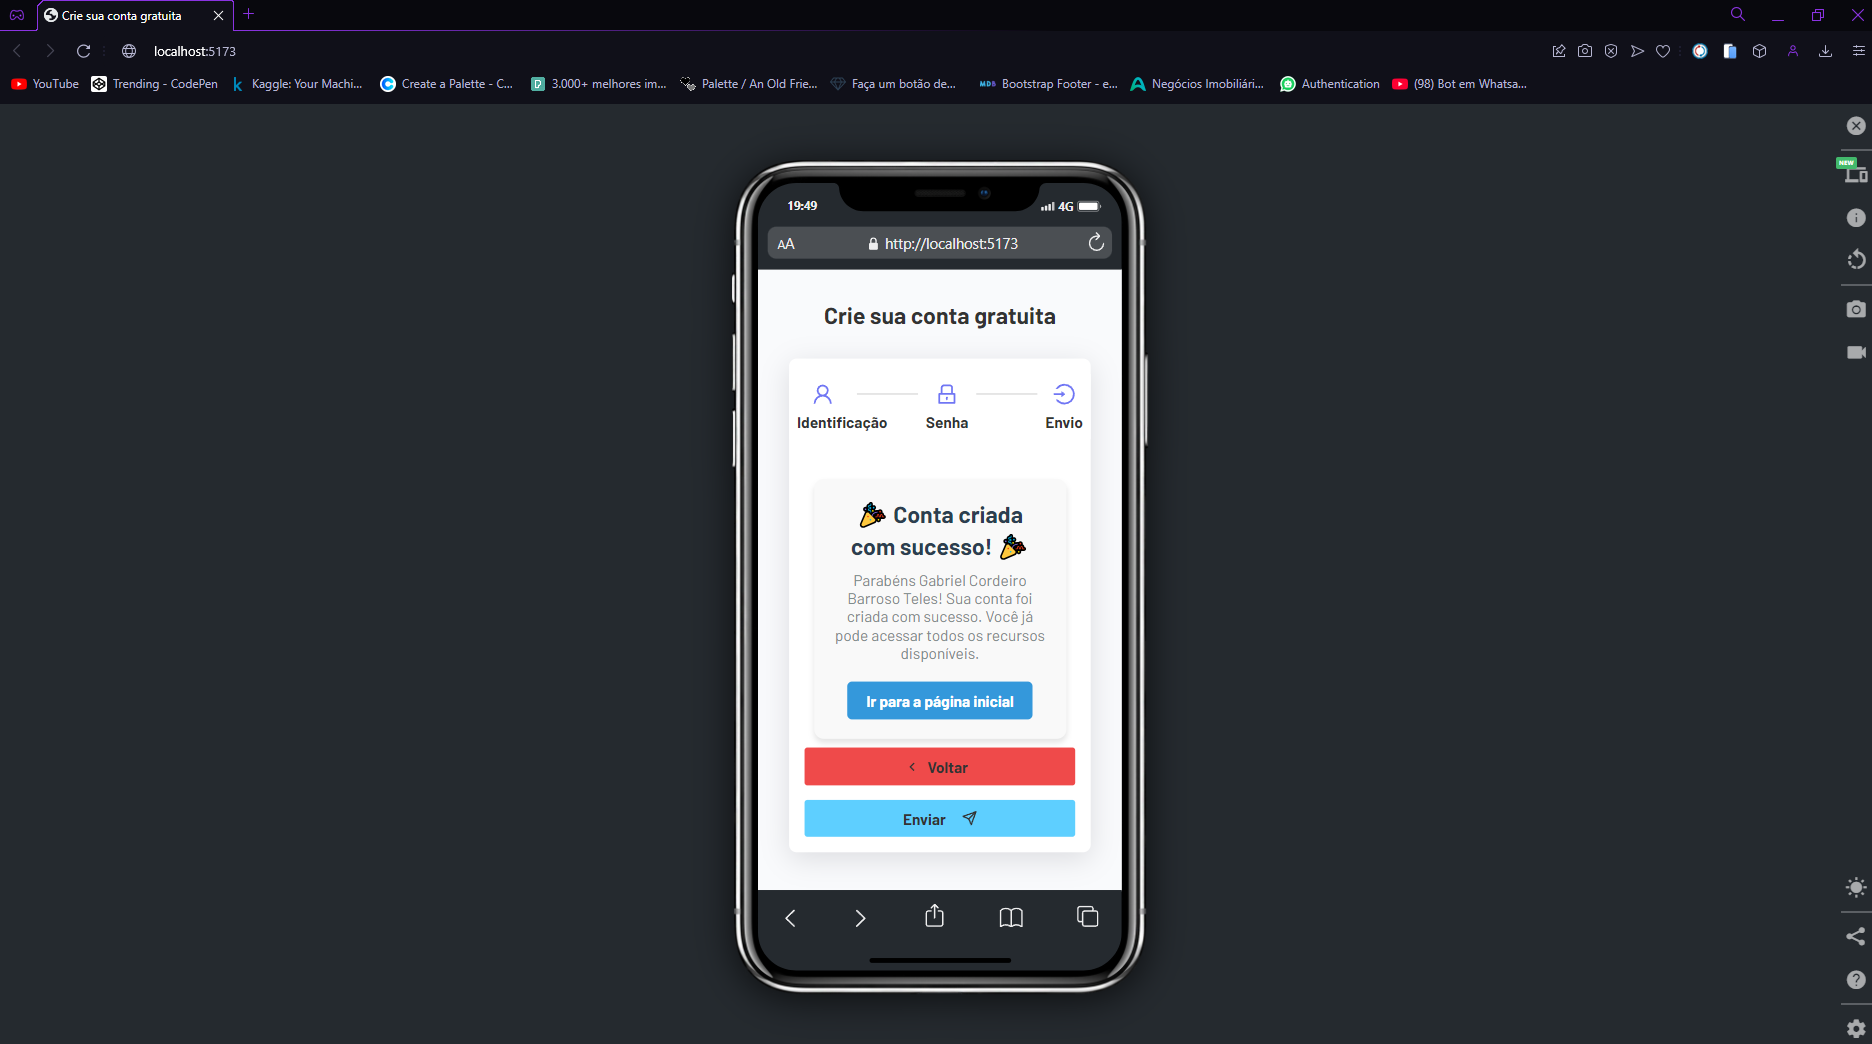 Crie sua conta gratuita
localhost:5173
YouTube
Trending - CodePen
Kaggle: Your Machi...
Create a Palette - C...
3.000+ melhores im...
Palette / An Old Frie...
Faça um botão de...
MDB
Bootstrap Footer - e...
Negócios Imobiliári...
Authentication
(98) Bot em Whatsa...
NEW
19:49
4G
AA
http://localhost:5173
Crie sua conta gratuita
Identificação
Senha
Envio
🎉 Conta criada
com sucesso! 🎉
Parabéns Gabriel Cordeiro
Barroso Teles! Sua conta foi
criada com sucesso. Você já
pode acessar todos os recursos
disponíveis.
Ir para a página inicial
Voltar
Enviar